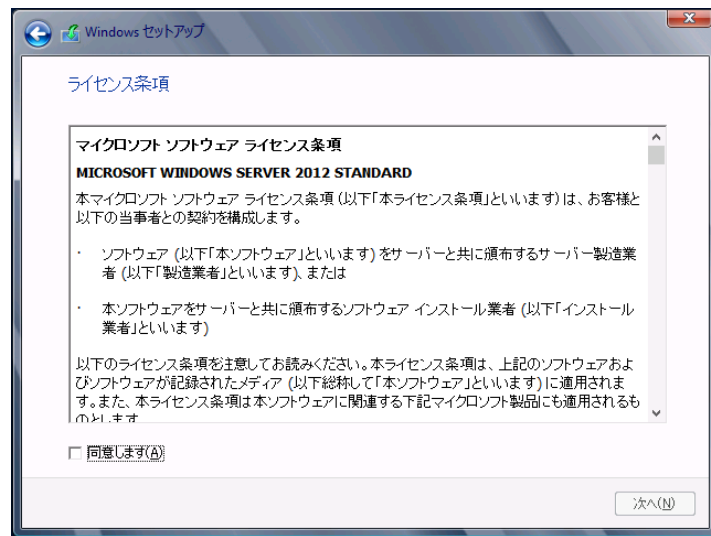 Windows セットアップ
ライセンス条項
マイクロソフト ソフトウェア ライセンス条項
MICROSOFT WINDOWS SERVER 2012 STANDARD
本マイクロソフト ソフトウェア ライセンス条項 (以下「本ライセンス条項」といいます) は、お客様と
以下の当事者との契約を構成します。
· ソフトウェア (以下「本ソフトウェア」といいます) をサーバーと共に頒布するサーバー製造業
者 (以下「製造業者」といいます)、または
· 本ソフトウェアをサーバーと共に頒布するソフトウェア インストール業者 (以下「インストール
業者」といいます)
以下のライセンス条項を注意してお読みください。本ライセンス条項は、上記のソフトウェアおよ
びソフトウェアが記録されたメディア (以下総称して「本ソフトウェア」といいます) に適用されま
す。また、本ライセンス条項は本ソフトウェアに関連する下記マイクロソフト製品にも適用されるも
のとします
同意します(A)
次へ(N)